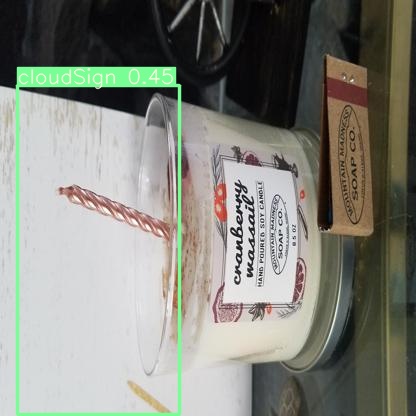 cloudSign 0.45
cranberry
wassail
HAND POURED SOY CANDLE
MOUNTAIN MADNESS
SOAP CO.
8.5 OZ
MOUNTAIN MADNESS
SOAP CO.